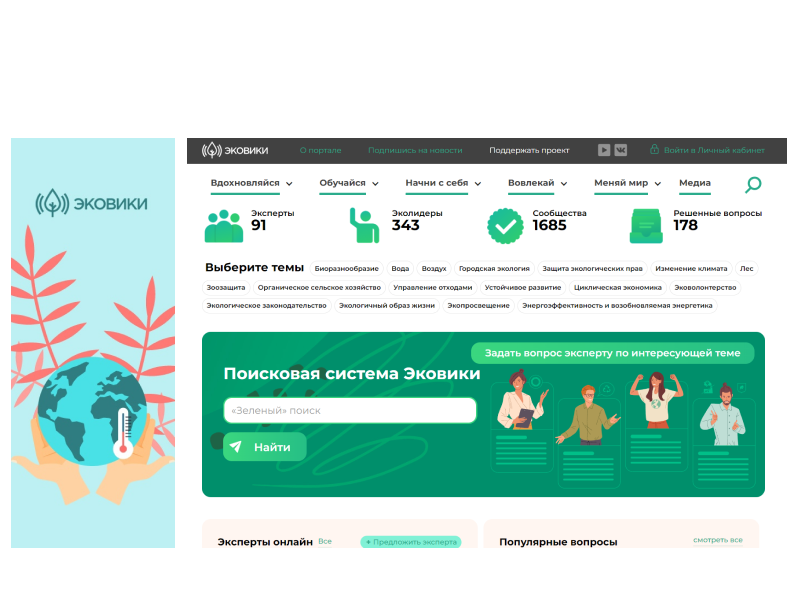 ЭКОВИКИ
ЭКОВИКИ О портале Подпишись на новости Поддержать проект Войти в Личный кабинет
Вдохновляйся Обучайся Начни с себя Вовлекай Меняй мир Медиа
Эксперты 91 Эколидеры 343 Сообщества 1685 Решенные вопросы 178
Выберите темы Биоразнообразие Вода Воздух Городская экология Защита экологических прав Изменение климата Лес
Зоозащита Органическое сельское хозяйство Управление отходами Устойчивое развитие Циклическая экономика Эковолонтерство
Экологическое законодательство Экологичный образ жизни Экопросвещение Энергоэффективность и возобновляемая энергетика
Задать вопрос эксперту по интересующей теме
Поисковая система Эковики
«Зеленый» поиск
Найти
Эксперты онлайн Все + Предложить эксперта
Популярные вопросы смотреть все